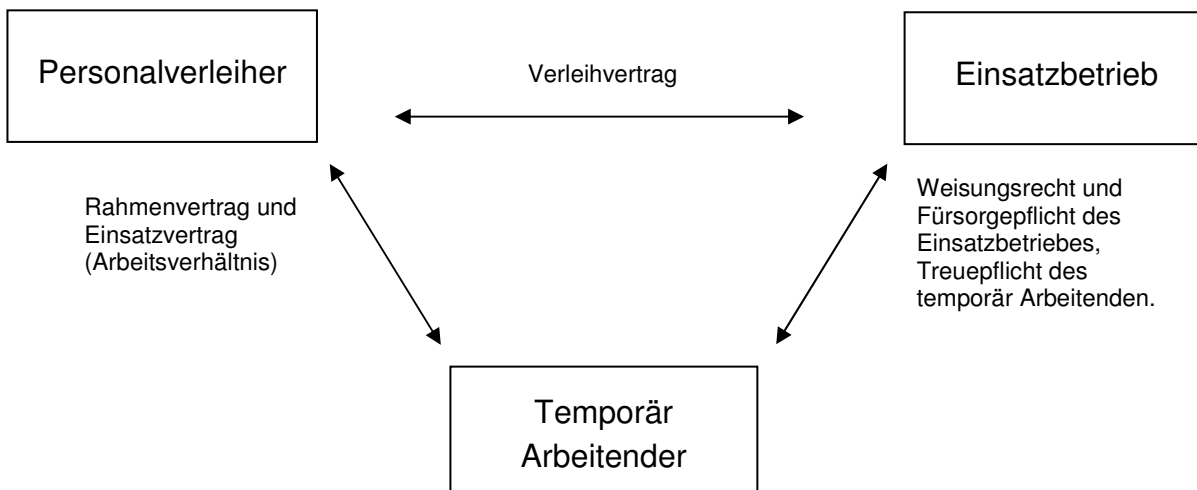 Personalverleiher
Verleihvertrag
Einsatzbetrieb
Rahmenvertrag und
Einsatzvertrag
(Arbeitsverhältnis)
Weisungsrecht und
Fürsorgepflicht des
Einsatzbetriebes,
Treuepflicht des
temporär Arbeitenden.
Temporär
Arbeitender